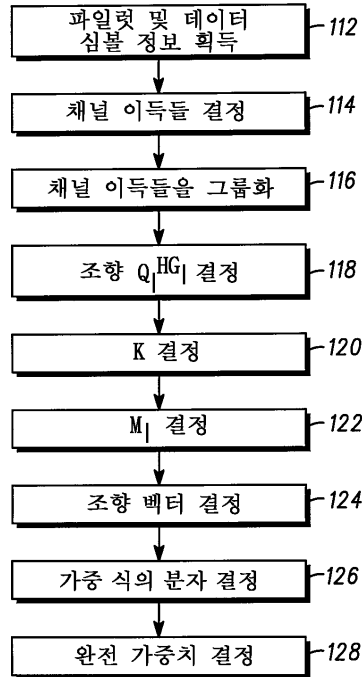 파일럿 및 데이터
심볼 정보 획득
112
채널 이득들 결정
114
채널 이득들을 그룹화
116
조향 Q|HG| 결정
118
K 결정
120
M| 결정
122
조향 벡터 결정
124
가중 식의 분자 결정
126
완전 가중치 결정
128